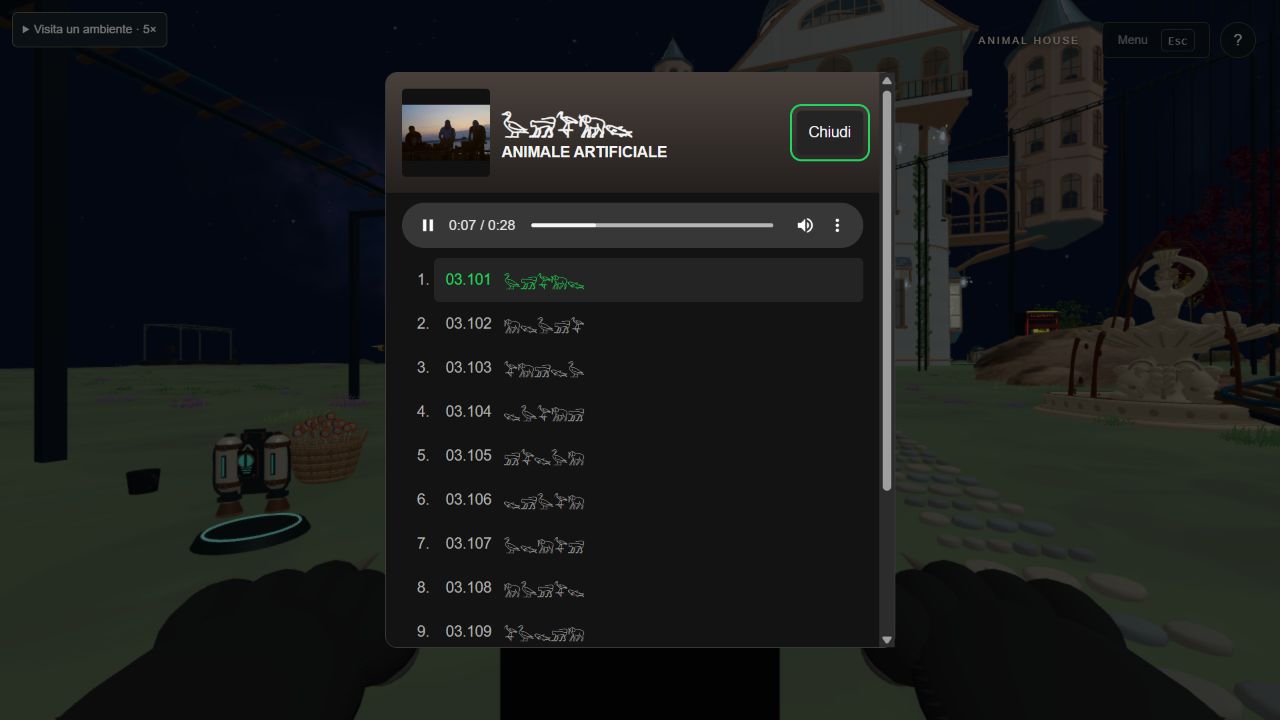 ▶ Visita un ambiente · 5×
ANIMAL HOUSE
Menu Esc
?
ANIMALE ARTIFICIALE
Chiudi
0:07 / 0:28
1. 03.101
2. 03.102
3. 03.103
4. 03.104
5. 03.105
6. 03.106
7. 03.107
8. 03.108
9. 03.109